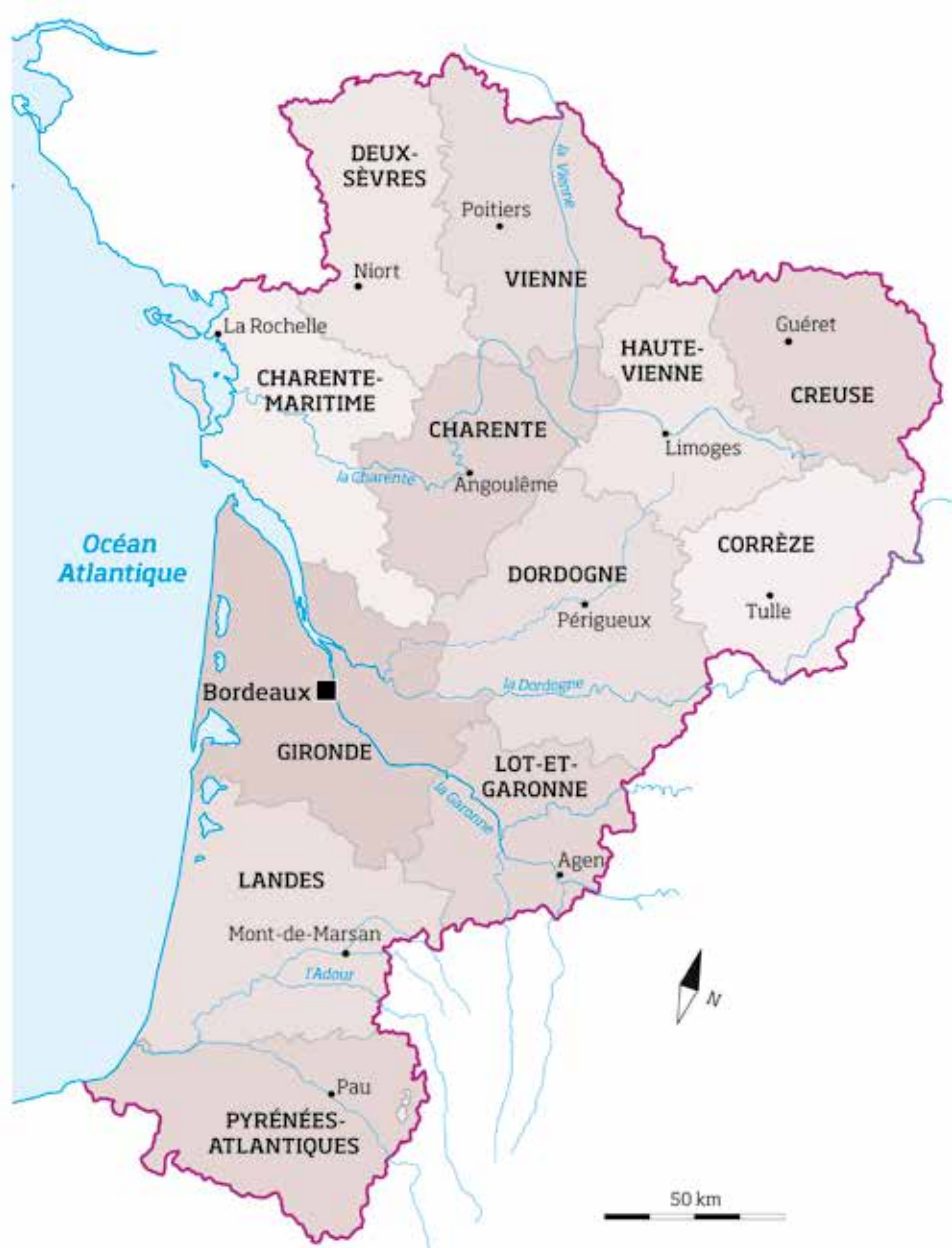 DEUX-
SÈVRES
la Vienne
Poitiers
VIENNE
Niort
La Rochelle
Guéret
HAUTE-
VIENNE
CHARENTE-
MARITIME
CREUSE
CHARENTE
Limoges
la Charente
Angoulême
Océan
Atlantique
CORRÈZE
DORDOGNE
Tulle
Périgueux
la Dordogne
Bordeaux
GIRONDE
LOT-ET-
GARONNE
la Garonne
Agen
LANDES
Mont-de-Marsan
l'Adour
N
Pau
PYRÉNÉES-
ATLANTIQUES
50 km